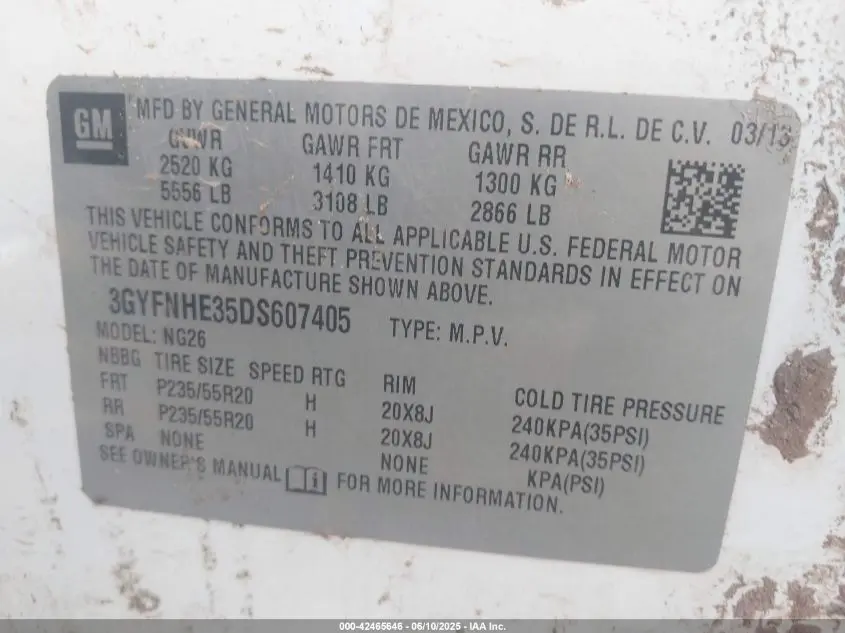 GM
MFD BY GENERAL MOTORS DE MEXICO, S. DE R.L. DE C.V. 03/13
GVWR GAWR FRT GAWR RR
2520 KG 1410 KG 1300 KG
5556 LB 3108 LB 2866 LB
THIS VEHICLE CONFORMS TO ALL APPLICABLE U.S. FEDERAL MOTOR
VEHICLE SAFETY AND THEFT PREVENTION STANDARDS IN EFFECT ON
THE DATE OF MANUFACTURE SHOWN ABOVE.
3GYFNHE35DS607405 TYPE: M.P.V.
MODEL: NG26
NBBG TIRE SIZE SPEED RTG RIM COLD TIRE PRESSURE
FRT P235/55R20 H 20X8J 240KPA(35PSI)
RR P235/55R20 H 20X8J 240KPA(35PSI)
SPA NONE NONE KPA(PSI)
SEE OWNER'S MANUAL FOR MORE INFORMATION.
000-42465646 - 06/10/2025 - IAA Inc.